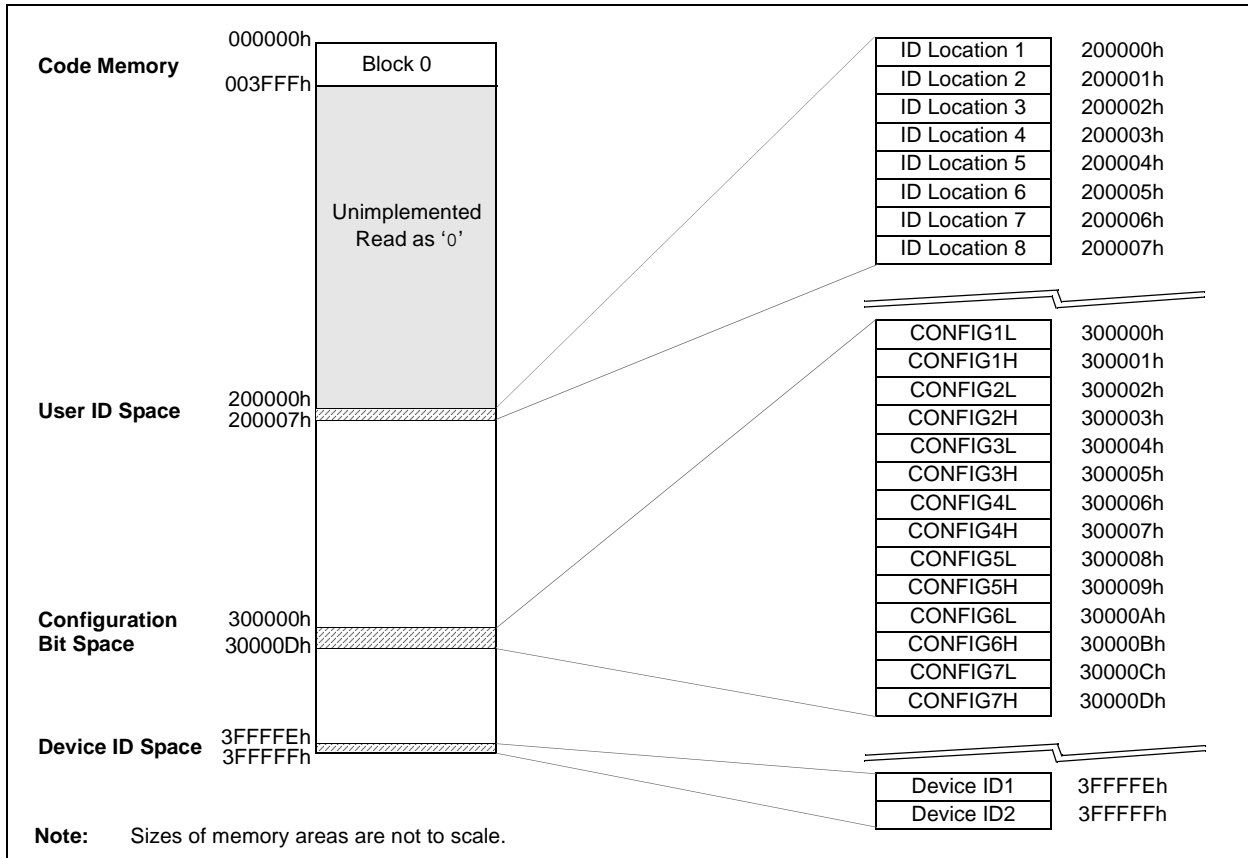 000000h
Code Memory
Block 0
003FFFh
Unimplemented
Read as ‘0’
200000h
User ID Space
200007h
300000h
Configuration
Bit Space
30000Dh
3FFFFEh
Device ID Space
3FFFFFh
ID Location 1 200000h
ID Location 2 200001h
ID Location 3 200002h
ID Location 4 200003h
ID Location 5 200004h
ID Location 6 200005h
ID Location 7 200006h
ID Location 8 200007h
CONFIG1L 300000h
CONFIG1H 300001h
CONFIG2L 300002h
CONFIG2H 300003h
CONFIG3L 300004h
CONFIG3H 300005h
CONFIG4L 300006h
CONFIG4H 300007h
CONFIG5L 300008h
CONFIG5H 300009h
CONFIG6L 30000Ah
CONFIG6H 30000Bh
CONFIG7L 30000Ch
CONFIG7H 30000Dh
Device ID1 3FFFFEh
Device ID2 3FFFFFh
Note: Sizes of memory areas are not to scale.